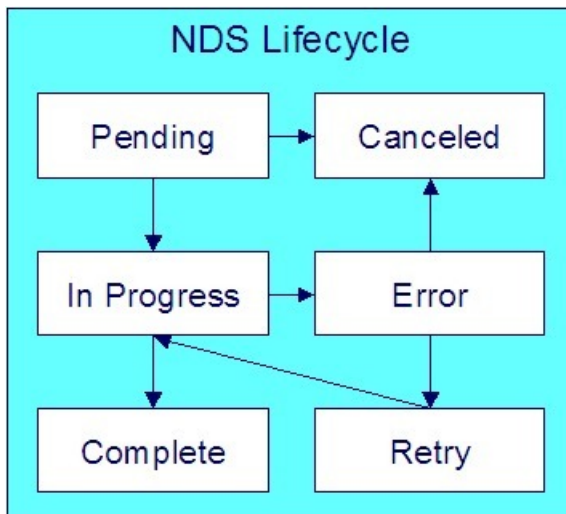 NDS Lifecycle
Pending
Canceled
In Progress
Error
Complete
Retry